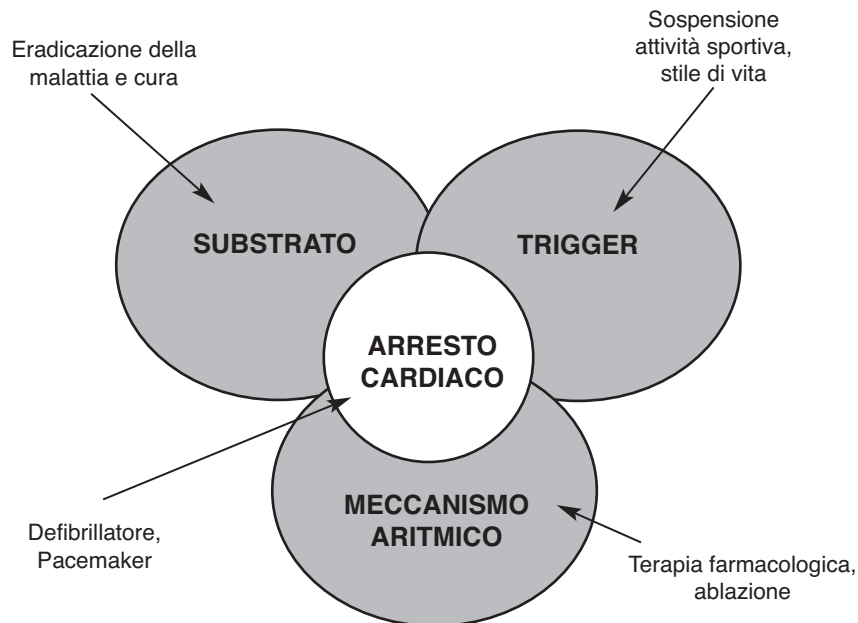 Sospensione
attività sportiva,
stile di vita
Eradicazione della
malattia e cura
SUBSTRATO
TRIGGER
ARRESTO
CARDIACO
MECCANISMO
ARITMICO
Defibrillatore,
Pacemaker
Terapia farmacologica,
ablazione